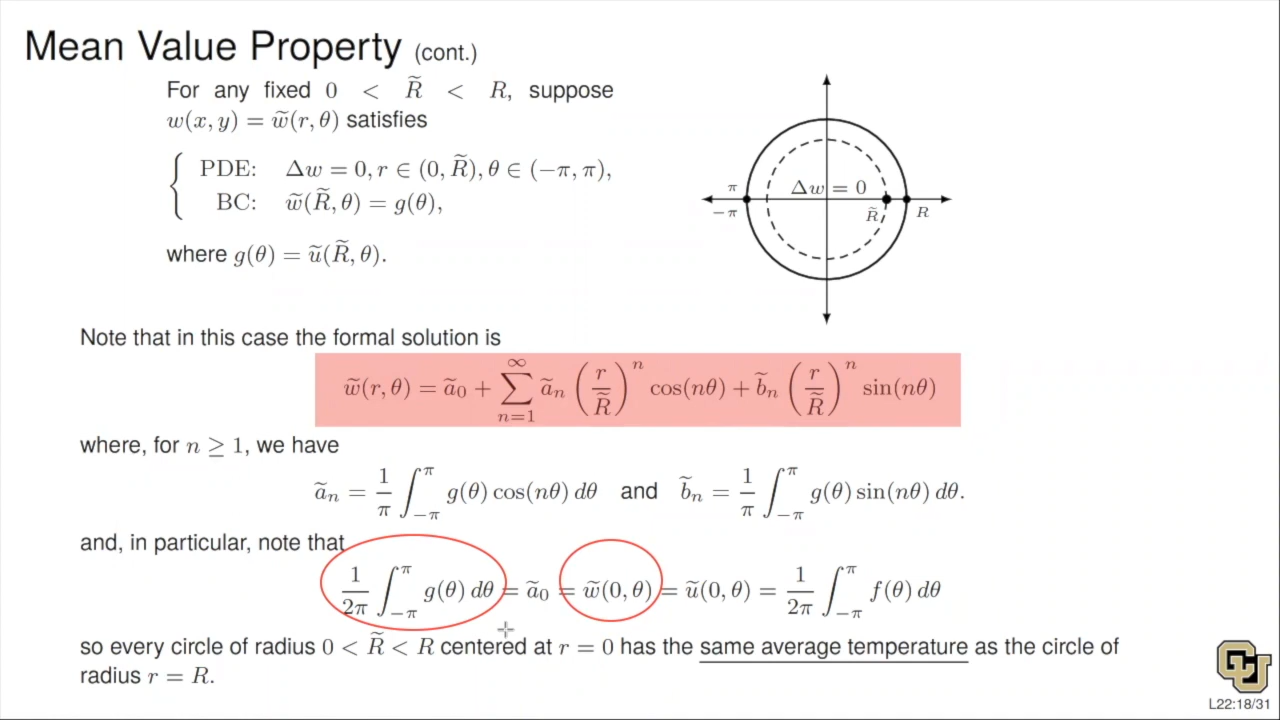 Mean Value Property (cont.)
For any fixed 0 < R̃ < R, suppose
w(x, y) = w̃(r, θ) satisfies
{ PDE: Δw = 0, r ∈ (0, R̃), θ ∈ (−π, π),
BC: w̃(R̃, θ) = g(θ),
where g(θ) = ũ(R̃, θ).
π
−π
Δw = 0
R̃
R
Note that in this case the formal solution is
w̃(r, θ) = ã₀ + ∑_{n=1}^{∞} ãₙ (r/R̃)ⁿ cos(nθ) + b̃ₙ (r/R̃)ⁿ sin(nθ)
where, for n ≥ 1, we have
ãₙ = 1/π ∫_{−π}^{π} g(θ) cos(nθ) dθ and b̃ₙ = 1/π ∫_{−π}^{π} g(θ) sin(nθ) dθ.
and, in particular, note that
1/2π ∫_{−π}^{π} g(θ) dθ = ã₀ = w̃(0, θ) = ũ(0, θ) = 1/2π ∫_{−π}^{π} f(θ) dθ
so every circle of radius 0 < R̃ < R centered at r = 0 has the same average temperature as the circle of
radius r = R.
CU
L22:18/31